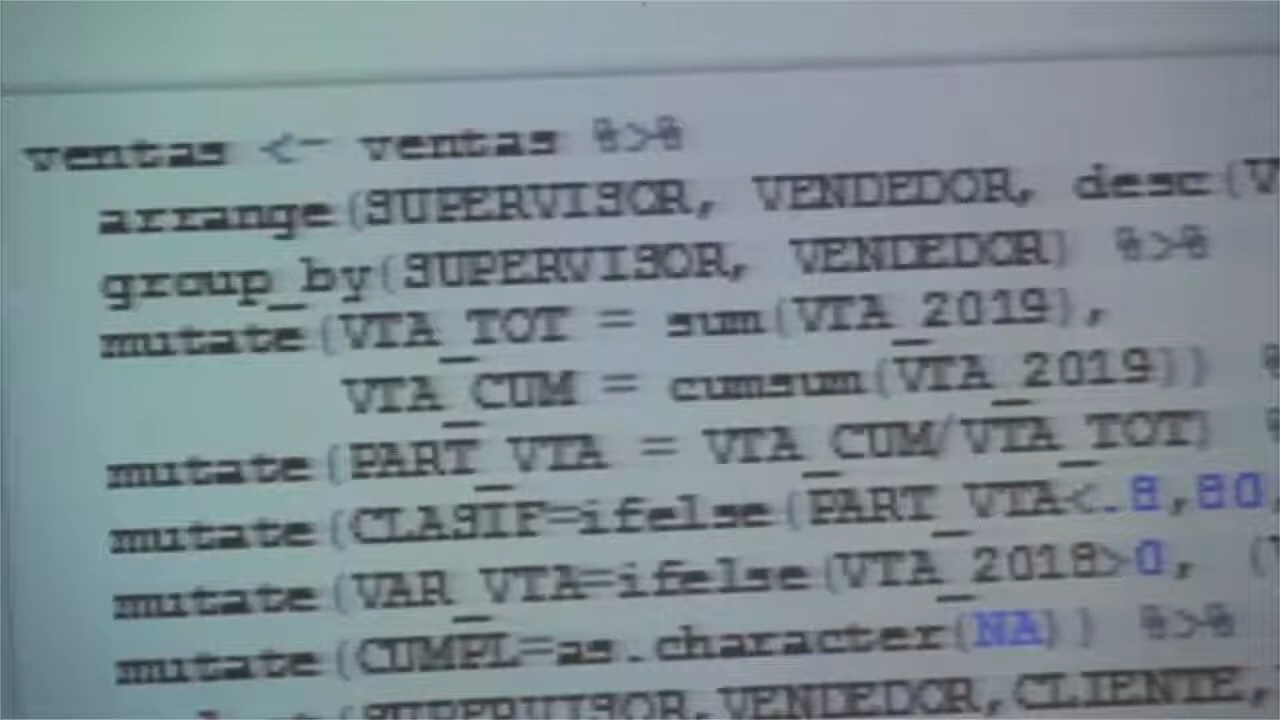 ventas <- ventas %>%
arrange(SUPERVISOR, VENDEDOR, desc(V
group_by(SUPERVISOR, VENDEDOR) %>%
mutate(VTA_TOT = sum(VTA_2019),
VTA_CUM = cumsum(VTA_2019)) %
mutate(PART_VTA = VTA_CUM/VTA_TOT) %
mutate(CLASIF=ifelse(PART_VTA<.8,80,
mutate(VAR_VTA=ifelse(VTA_2018>0, (V
mutate(CUMPL=as.character(NA)) %>%
(SUPERVISOR,VENDEDOR,CLIENTE,